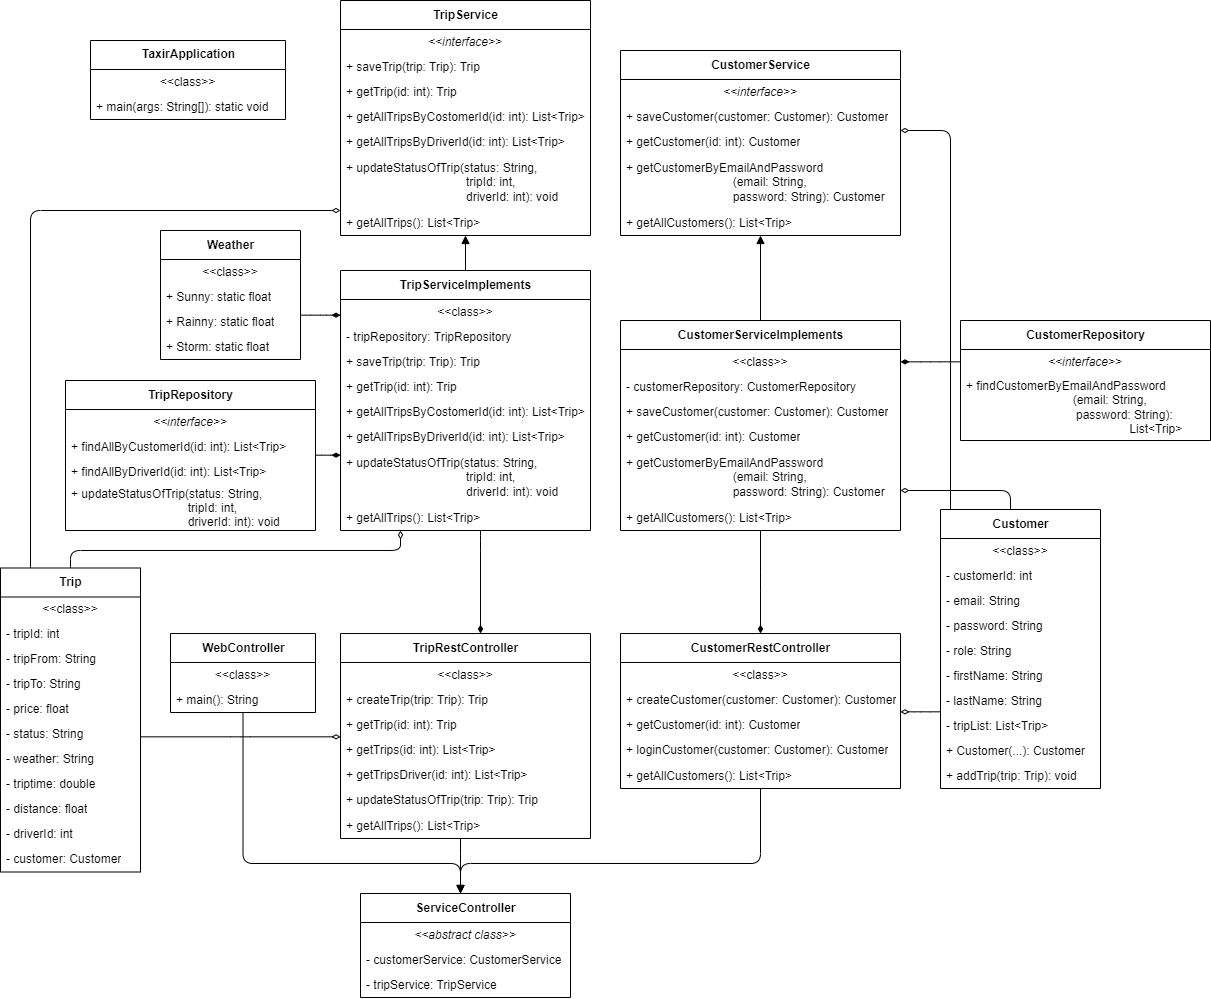 TaxirApplication
<<class>>
+ main(args: String[]): static void
TripService
<<interface>>
+ saveTrip(trip: Trip): Trip
+ getTrip(id: int): Trip
+ getAllTripsByCostomerId(id: int): List<Trip>
+ getAllTripsByDriverId(id: int): List<Trip>
+ updateStatusOfTrip(status: String,
tripId: int,
driverId: int): void
+ getAllTrips(): List<Trip>
CustomerService
<<interface>>
+ saveCustomer(customer: Customer): Customer
+ getCustomer(id: int): Customer
+ getCustomerByEmailAndPassword
(email: String,
password: String): Customer
+ getAllCustomers(): List<Trip>
Weather
<<class>>
+ Sunny: static float
+ Rainny: static float
+ Storm: static float
TripServiceImplements
<<class>>
- tripRepository: TripRepository
+ saveTrip(trip: Trip): Trip
+ getTrip(id: int): Trip
+ getAllTripsByCostomerId(id: int): List<Trip>
+ getAllTripsByDriverId(id: int): List<Trip>
+ updateStatusOfTrip(status: String,
tripId: int,
driverId: int): void
+ getAllTrips(): List<Trip>
CustomerServiceImplements
<<class>>
- customerRepository: CustomerRepository
+ saveCustomer(customer: Customer): Customer
+ getCustomer(id: int): Customer
+ getCustomerByEmailAndPassword
(email: String,
password: String): Customer
+ getAllCustomers(): List<Trip>
CustomerRepository
<<interface>>
+ findCustomerByEmailAndPassword
(email: String,
password: String):
List<Trip>
TripRepository
<<interface>>
+ findAllByCustomerId(id: int): List<Trip>
+ findAllByDriverId(id: int): List<Trip>
+ updateStatusOfTrip(status: String,
tripId: int,
driverId: int): void
Trip
<<class>>
- tripId: int
- tripFrom: String
- tripTo: String
- price: float
- status: String
- weather: String
- triptime: double
- distance: float
- driverId: int
- customer: Customer
WebController
<<class>>
+ main(): String
TripRestController
<<class>>
+ createTrip(trip: Trip): Trip
+ getTrip(id: int): Trip
+ getTrips(id: int): List<Trip>
+ getTripsDriver(id: int): List<Trip>
+ updateStatusOfTrip(trip: Trip): Trip
+ getAllTrips(): List<Trip>
CustomerRestController
<<class>>
+ createCustomer(customer: Customer): Customer
+ getCustomer(id: int): Customer
+ loginCustomer(customer: Customer): Customer
+ getAllCustomers(): List<Trip>
Customer
<<class>>
- customerId: int
- email: String
- password: String
- role: String
- firstName: String
- lastName: String
- tripList: List<Trip>
+ Customer(...): Customer
+ addTrip(trip: Trip): void
ServiceController
<<abstract class>>
- customerService: CustomerService
- tripService: TripService